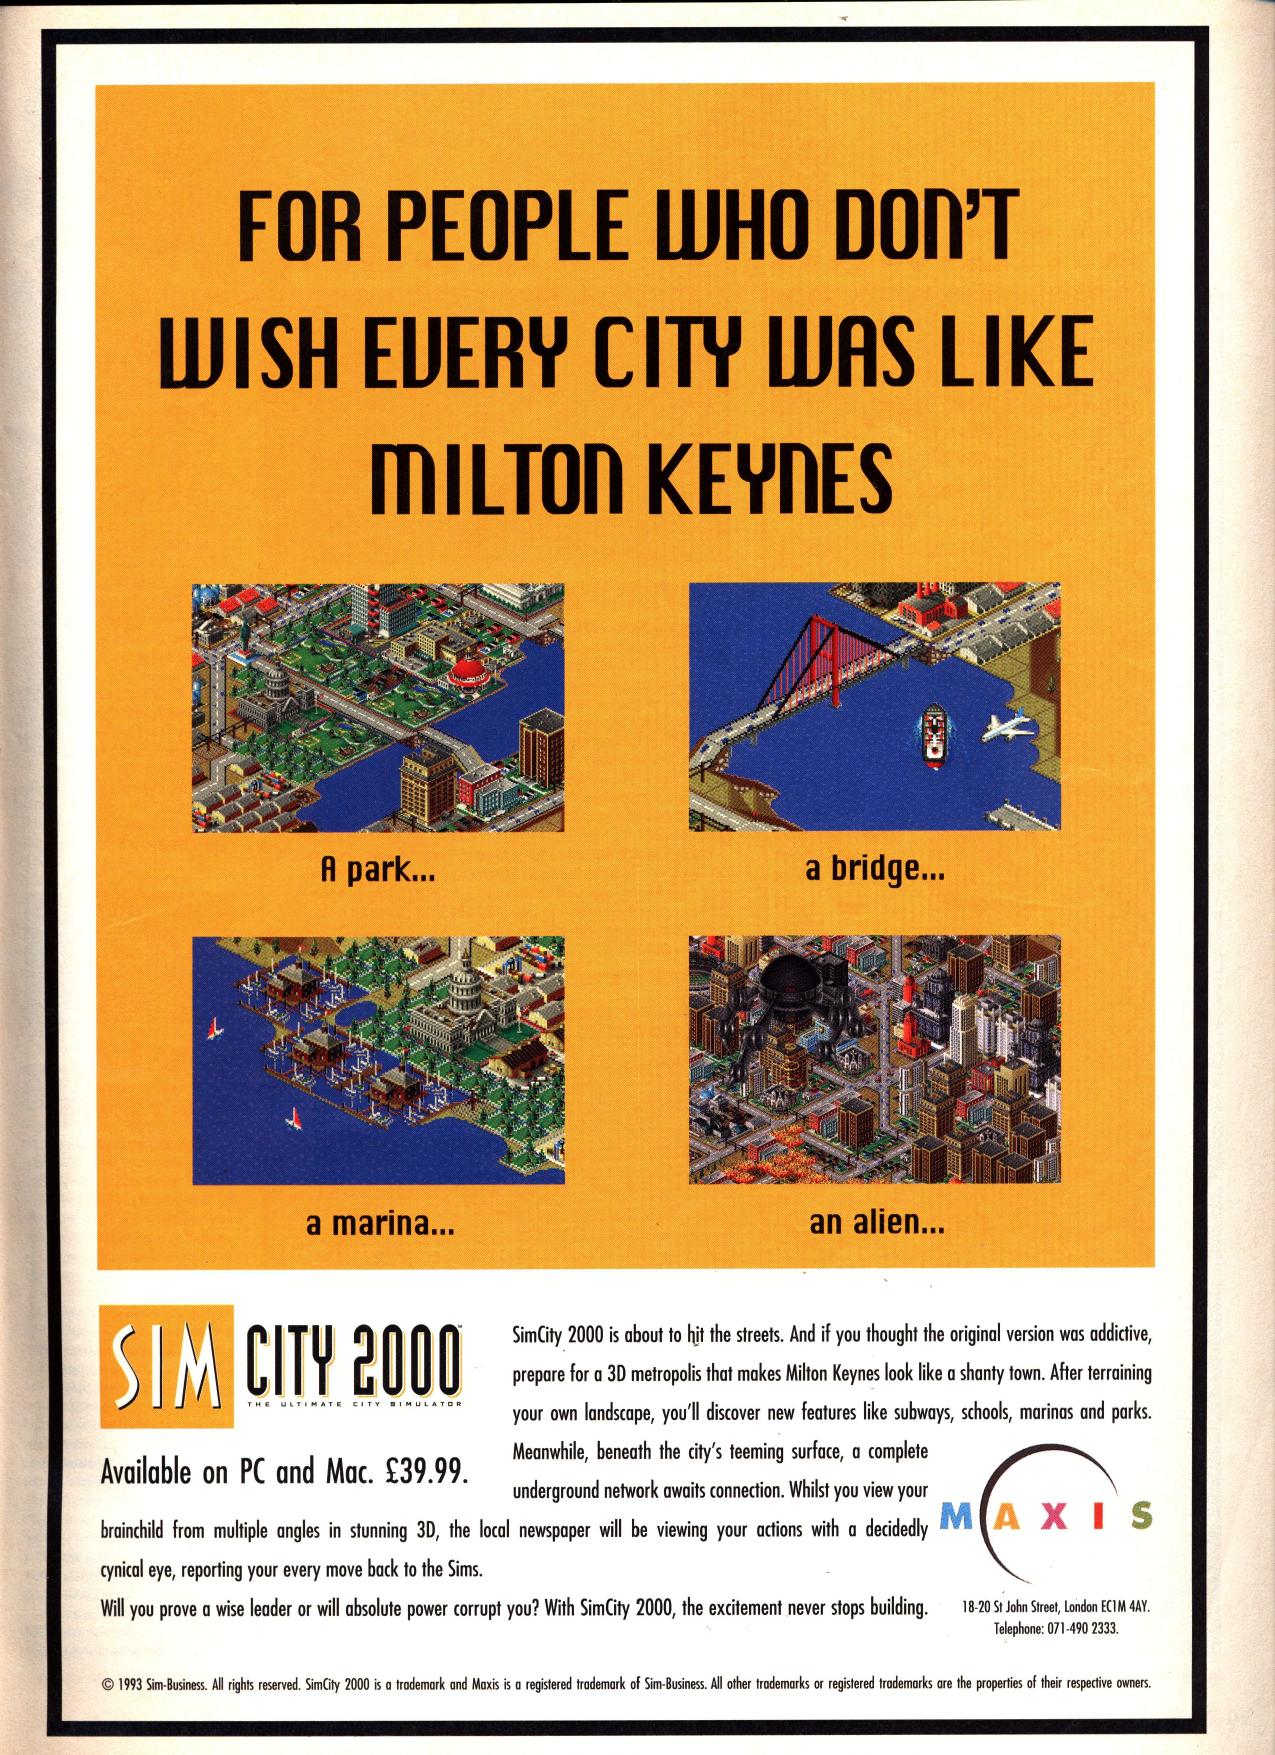 FOR PEOPLE WHO DON'T
WISH EVERY CITY WAS LIKE
MILTON KEYNES
A park...
a bridge...
a marina...
an alien...
SIM CITY 2000™
THE ULTIMATE CITY SIMULATOR
Available on PC and Mac. £39.99.
SimCity 2000 is about to hit the streets. And if you thought the original version was addictive,
prepare for a 3D metropolis that makes Milton Keynes look like a shanty town. After terraining
your own landscape, you'll discover new features like subways, schools, marinas and parks.
Meanwhile, beneath the city's teeming surface, a complete
underground network awaits connection. Whilst you view your
brainchild from multiple angles in stunning 3D, the local newspaper will be viewing your actions with a decidedly
cynical eye, reporting your every move back to the Sims.
Will you prove a wise leader or will absolute power corrupt you? With SimCity 2000, the excitement never stops building.
MAXIS
18-20 St John Street, London EC1M 4AY.
Telephone: 071-490 2333.
© 1993 Sim-Business. All rights reserved. SimCity 2000 is a trademark and Maxis is a registered trademark of Sim-Business. All other trademarks or registered trademarks are the properties of their respective owners.